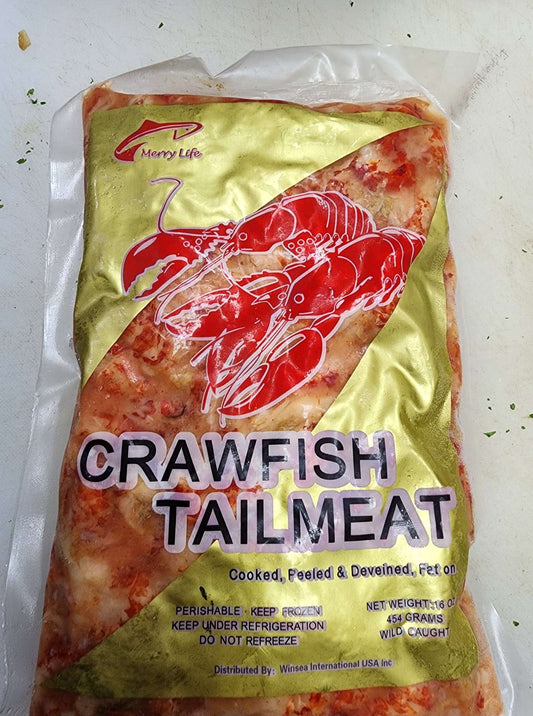 Merry Life
CRAWFISH
TAILMEAT
Cooked, Peeled & Deveined, Fat on
PERISHABLE - KEEP FROZEN
KEEP UNDER REFRIGERATION
DO NOT REFREEZE
NET WEIGHT: 16 OZ
454 GRAMS
WILD CAUGHT
Distributed By: Winsea International USA Inc